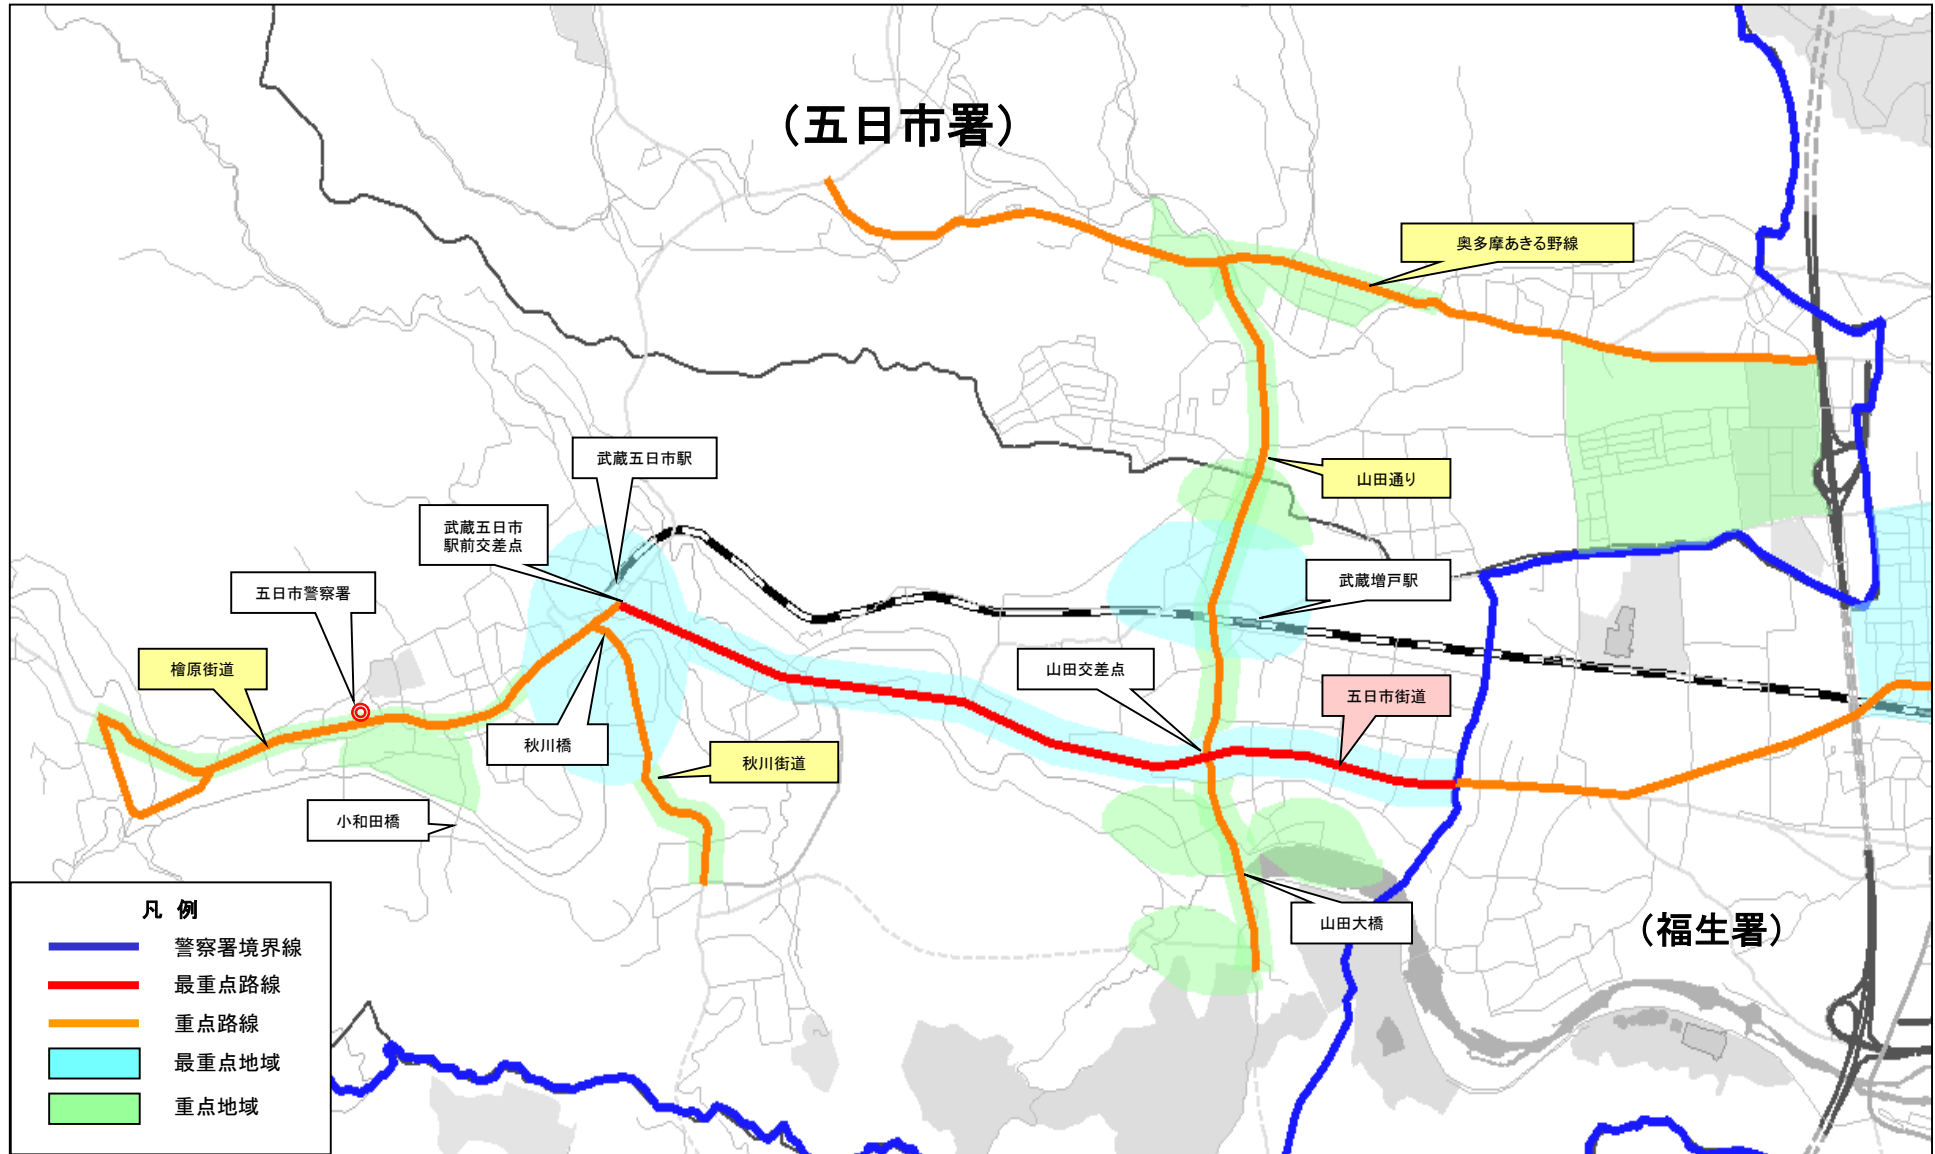 （五日市署）
奥多摩あきる野線
武蔵五日市駅
山田通り
武蔵五日市
駅前交差点
五日市警察署
武蔵増戸駅
檜原街道
山田交差点
五日市街道
秋川橋
秋川街道
小和田橋
山田大橋
（福生署）
凡 例
警察署境界線
最重点路線
重点路線
最重点地域
重点地域